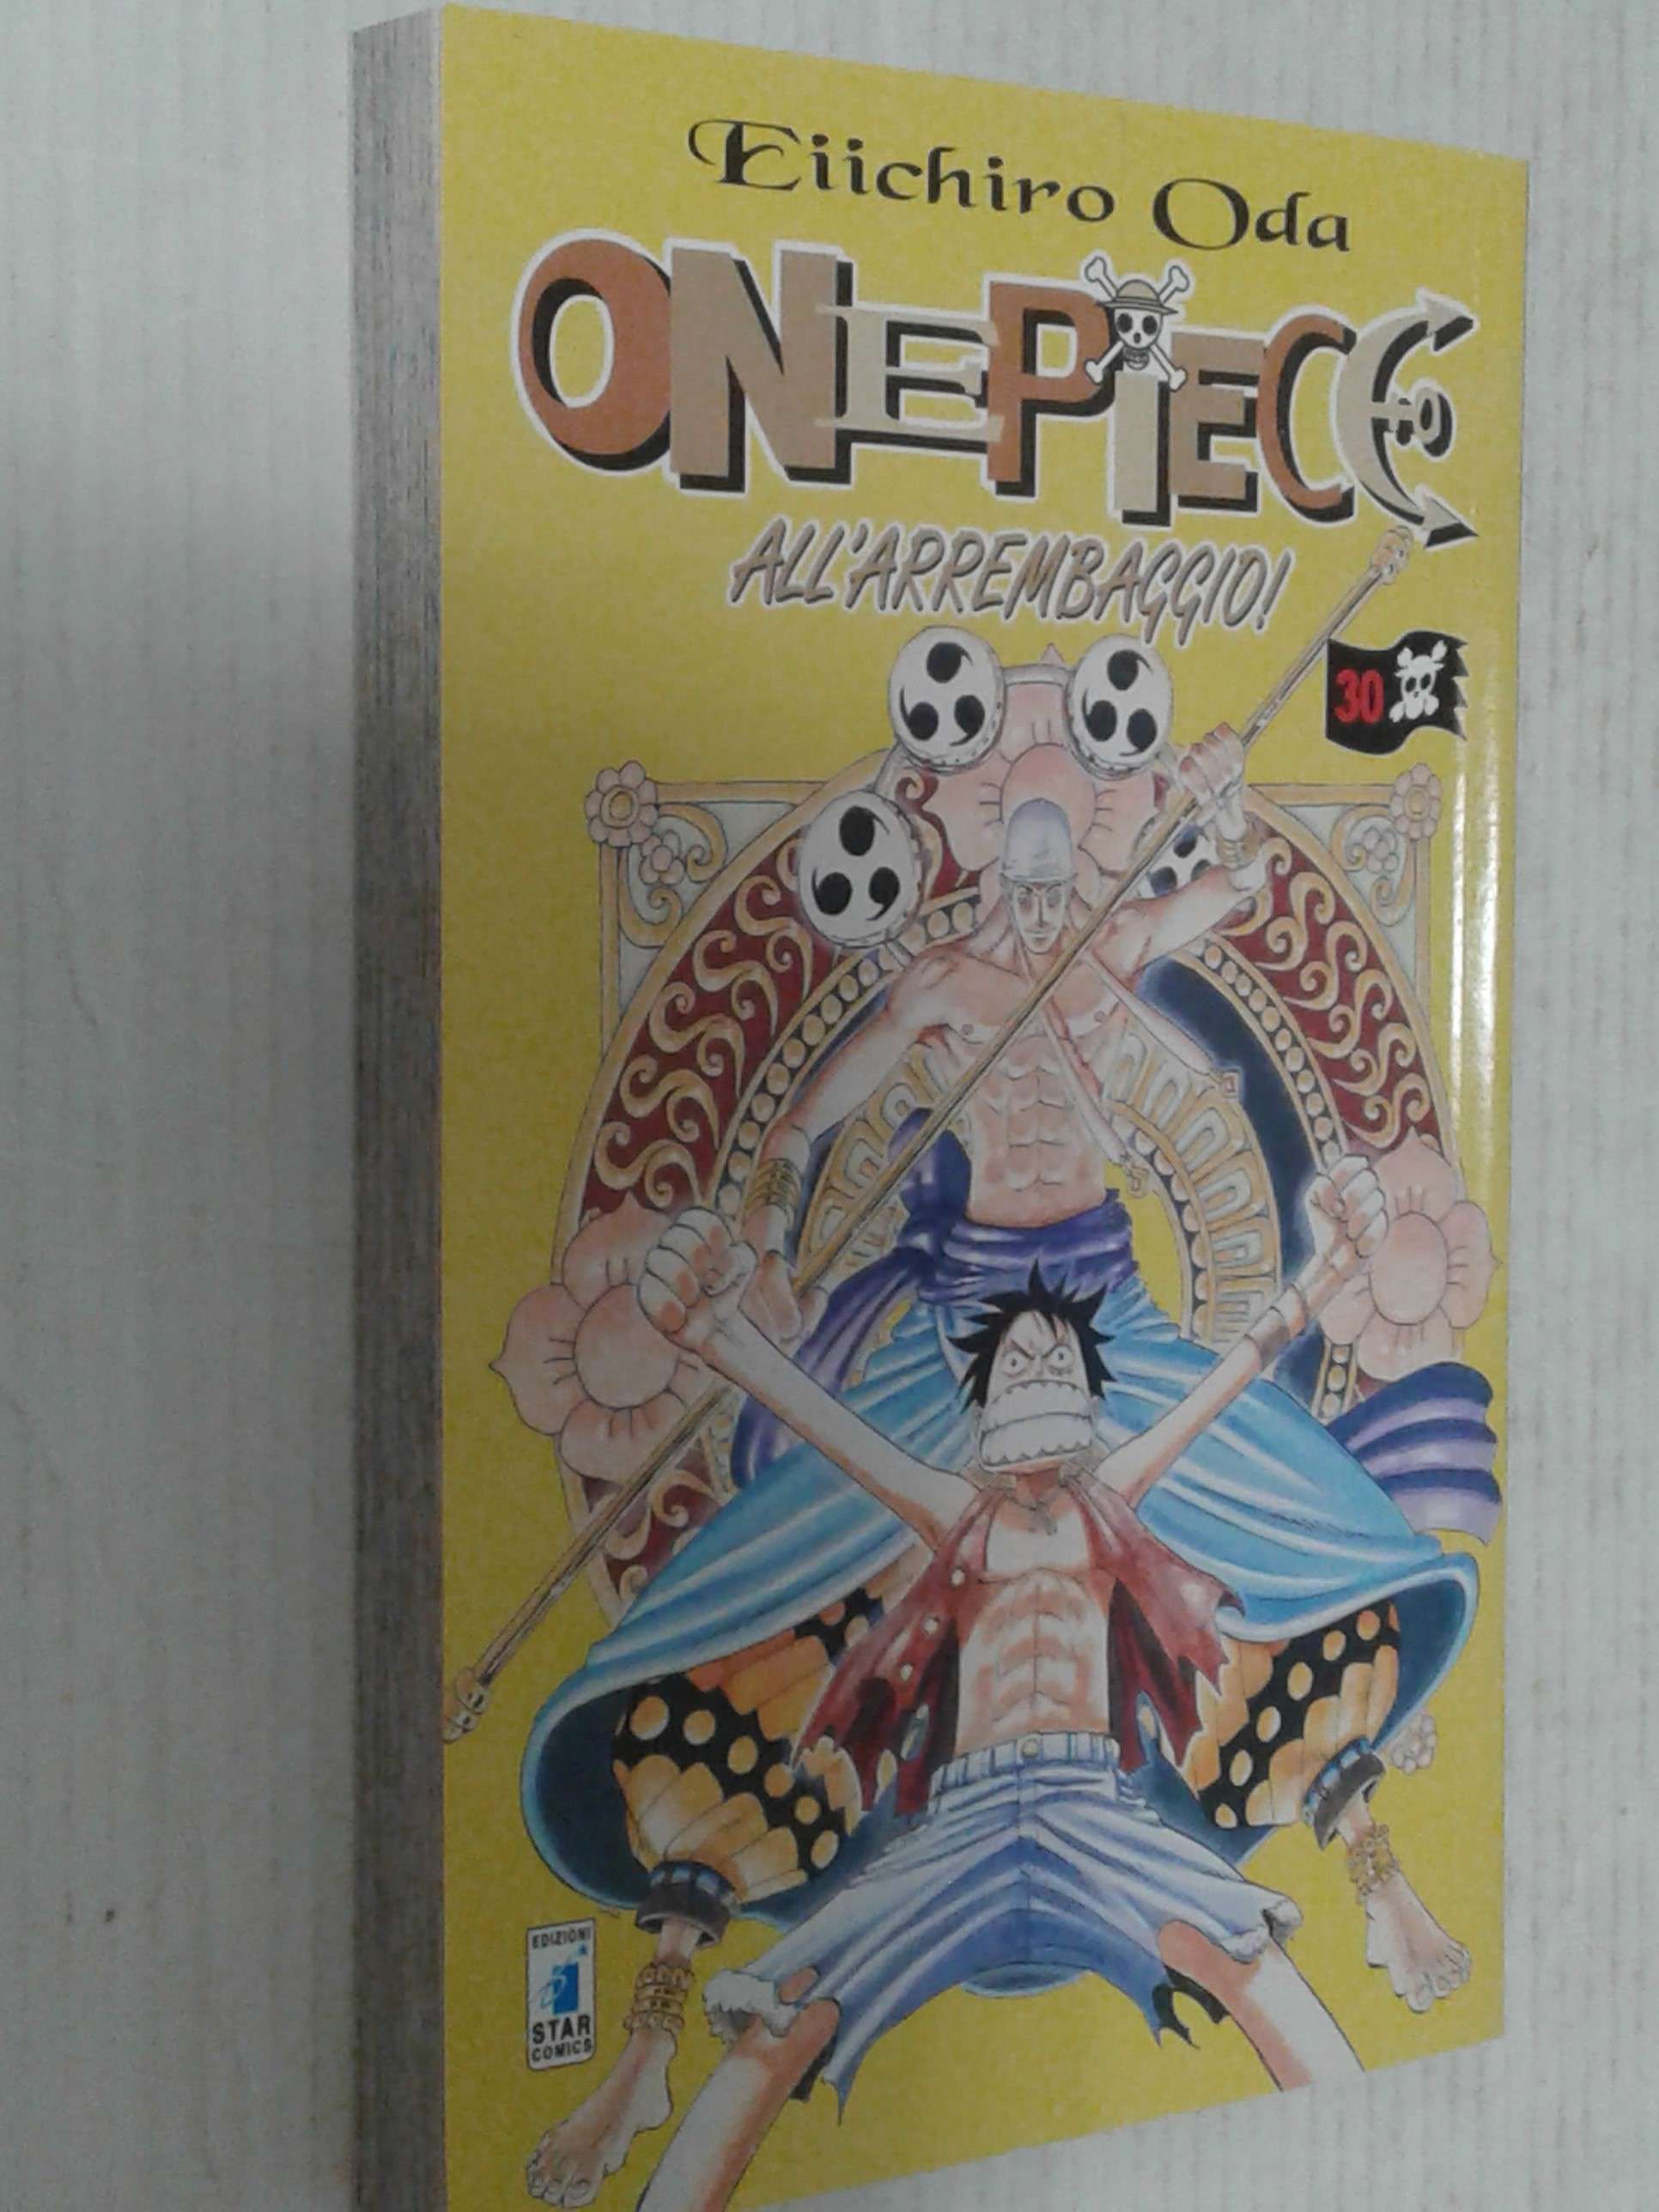 Eiichiro Oda
ONE PIECE
ALL'ARREMBAGGIO!
30
EDIZIONI
STAR
COMICS